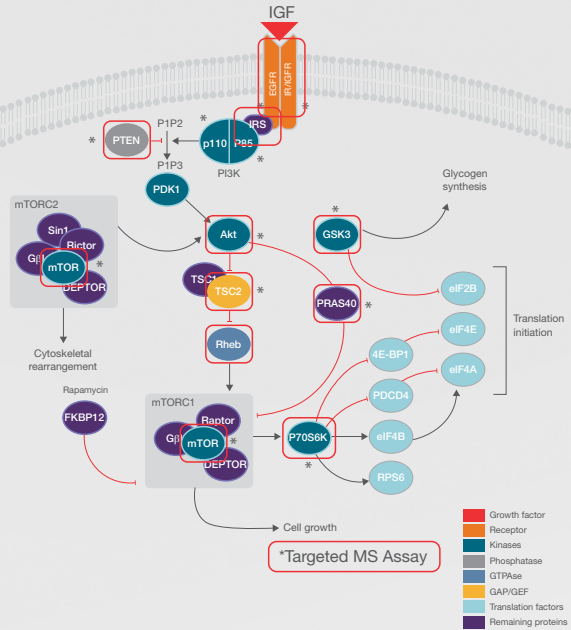 IGF
EGFR
IR/IGFR
IRS
P1P2
*
PTEN
*
p110
P85
*
P1P3
PI3K
PDK1
Glycogen
synthesis
mTORC2
Sin1
Rictor
Gβl
mTOR
*
DEPTOR
Akt
*
*
GSK3
TSC1
TSC2
*
PRAS40
*
eIF2B
eIF4E
eIF4A
Translation
initiation
Rheb
Cytoskeletal
rearrangement
4E-BP1
PDCD4
Rapamycin
FKBP12
mTORC1
Raptor
Gβl
mTOR
*
DEPTOR
P70S6K
*
eIF4B
RPS6
Cell growth
*Targeted MS Assay
Growth factor
Receptor
Kinases
Phosphatase
GTPAse
GAP/GEF
Translation factors
Remaining proteins